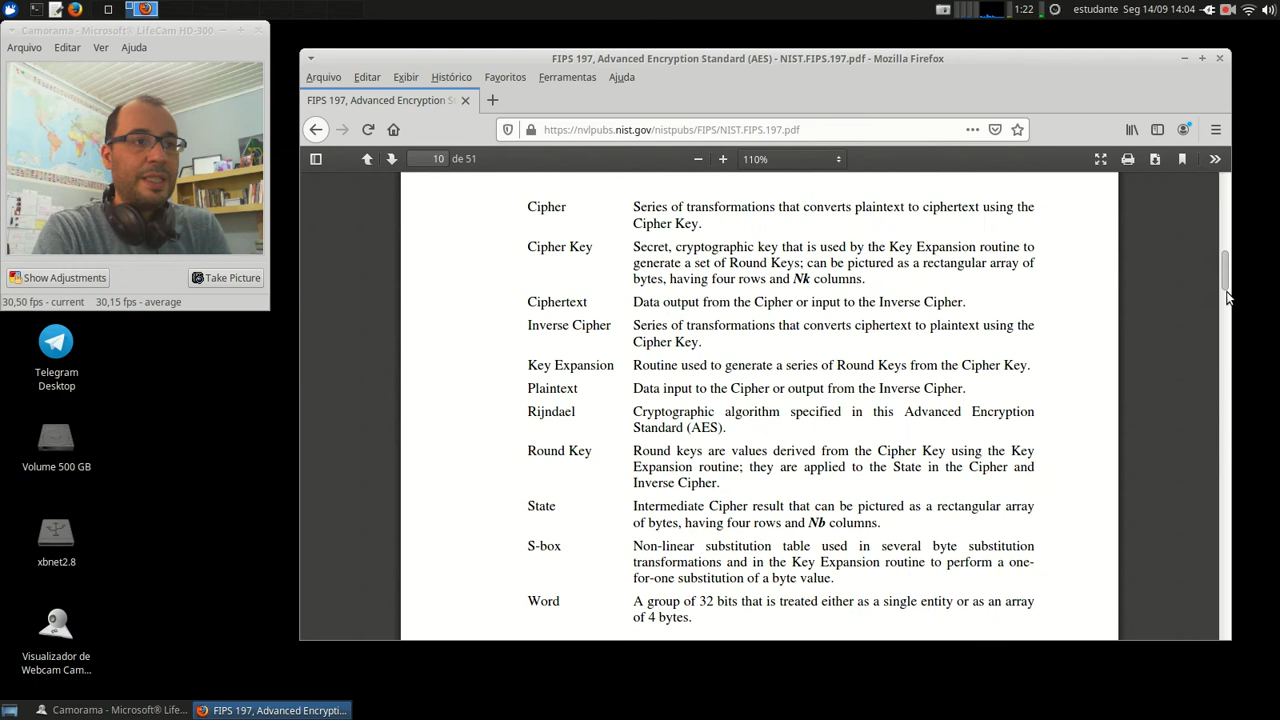 1:22
estudante
Seg 14/09 14:04
Camorama - Microsoft® LifeCam HD-300
Arquivo Editar Ver Ajuda
Show Adjustments
Take Picture
30,50 fps - current 30,15 fps - average
Telegram
Desktop
Volume 500 GB
xbnet2.8
Visualizador de
Webcam Cam...
FIPS 197, Advanced Encryption Standard (AES) - NIST.FIPS.197.pdf - Mozilla Firefox
Arquivo Editar Exibir Histórico Favoritos Ferramentas Ajuda
FIPS 197, Advanced Encryption S
https://nvlpubs.nist.gov/nistpubs/FIPS/NIST.FIPS.197.pdf
10 de 51
110%
Cipher Series of transformations that converts plaintext to ciphertext using the
Cipher Key.
Cipher Key Secret, cryptographic key that is used by the Key Expansion routine to
generate a set of Round Keys; can be pictured as a rectangular array of
bytes, having four rows and Nk columns.
Ciphertext Data output from the Cipher or input to the Inverse Cipher.
Inverse Cipher Series of transformations that converts ciphertext to plaintext using the
Cipher Key.
Key Expansion Routine used to generate a series of Round Keys from the Cipher Key.
Plaintext Data input to the Cipher or output from the Inverse Cipher.
Rijndael Cryptographic algorithm specified in this Advanced Encryption
Standard (AES).
Round Key Round keys are values derived from the Cipher Key using the Key
Expansion routine; they are applied to the State in the Cipher and
Inverse Cipher.
State Intermediate Cipher result that can be pictured as a rectangular array
of bytes, having four rows and Nb columns.
S-box Non-linear substitution table used in several byte substitution
transformations and in the Key Expansion routine to perform a one-
for-one substitution of a byte value.
Word A group of 32 bits that is treated either as a single entity or as an array
of 4 bytes.
Camorama - Microsoft® Life...
FIPS 197, Advanced Encrypti...